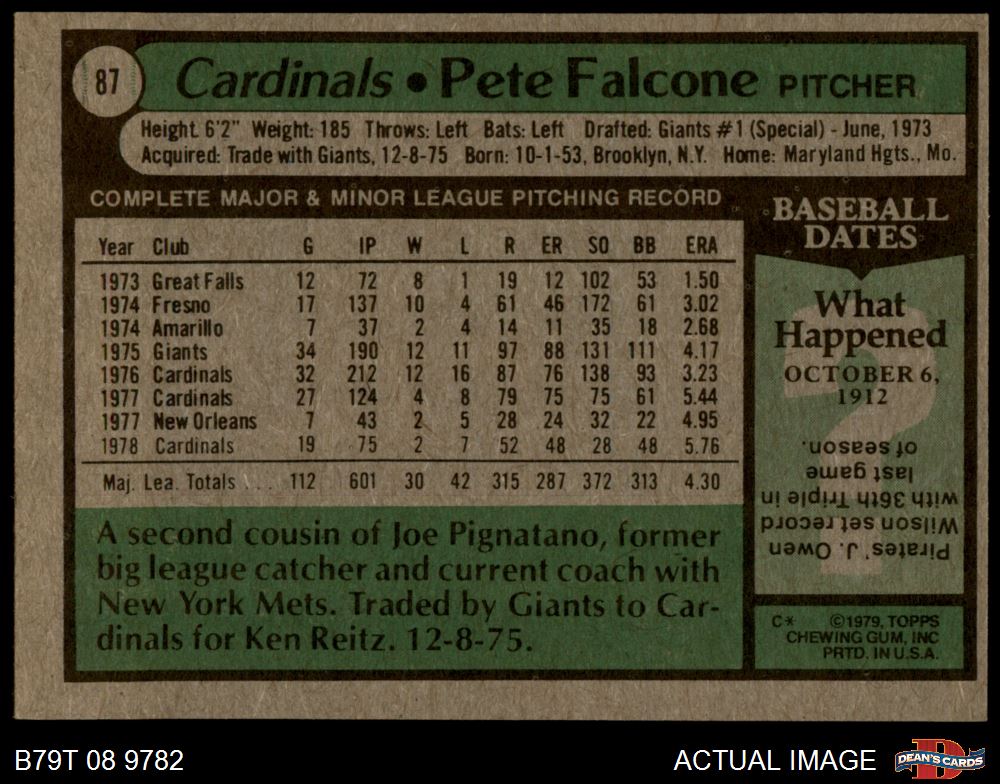 87 Cardinals • Pete Falcone PITCHER
Height 6'2" Weight: 185 Throws: Left Bats: Left Drafted: Giants #1 (Special) - June, 1973
Acquired: Trade with Giants, 12-8-75 Born: 10-1-53, Brooklyn, N.Y. Home: Maryland Hgts., Mo.
COMPLETE MAJOR & MINOR LEAGUE PITCHING RECORD
Year Club G IP W L R ER SO BB ERA
1973 Great Falls 12 72 8 1 19 12 102 53 1.50
1974 Fresno 17 137 10 4 61 46 172 61 3.02
1974 Amarillo 7 37 2 4 14 11 35 18 2.68
1975 Giants 34 190 12 11 97 88 131 111 4.17
1976 Cardinals 32 212 12 16 87 76 138 93 3.23
1977 Cardinals 27 124 4 8 79 75 75 61 5.44
1977 New Orleans 7 43 2 5 28 24 32 22 4.95
1978 Cardinals 19 75 2 7 52 48 28 48 5.76
Maj. Lea. Totals ... 112 601 30 42 315 287 372 313 4.30
A second cousin of Joe Pignatano, former
big league catcher and current coach with
New York Mets. Traded by Giants to Car-
dinals for Ken Reitz. 12-8-75.
BASEBALL
DATES
What
Happened
OCTOBER 6,
1912
Pirates' J. Owen
Wilson set record
with 36th Triple in
last game
of season.
C* ©1979, TOPPS
CHEWING GUM, INC
PRTD. IN U.S.A.
B79T 08 9782
ACTUAL IMAGE
D
DEAN'S CARDS